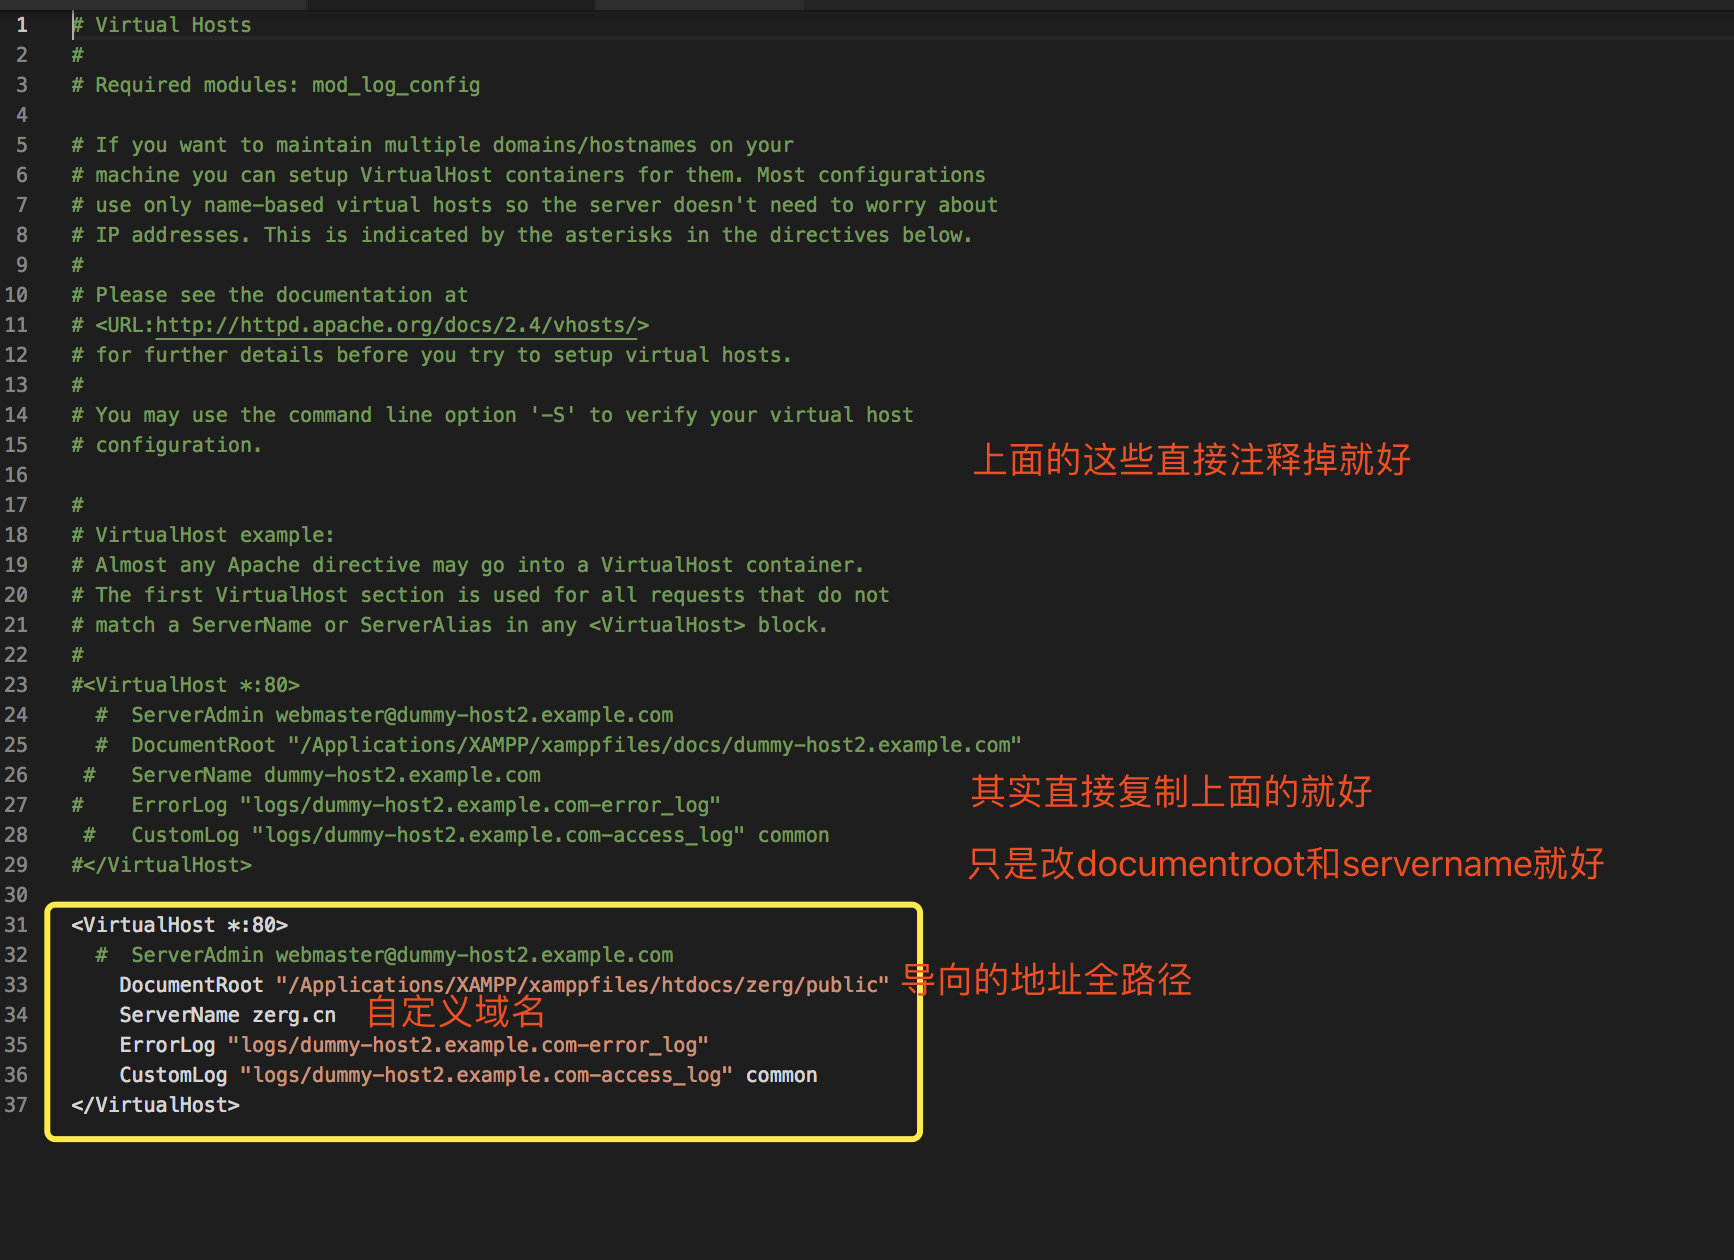 1 # Virtual Hosts
2 #
3 # Required modules: mod_log_config
4
5 # If you want to maintain multiple domains/hostnames on your
6 # machine you can setup VirtualHost containers for them. Most configurations
7 # use only name-based virtual hosts so the server doesn't need to worry about
8 # IP addresses. This is indicated by the asterisks in the directives below.
9 #
10 # Please see the documentation at
11 # <URL:http://httpd.apache.org/docs/2.4/vhosts/>
12 # for further details before you try to setup virtual hosts.
13 #
14 # You may use the command line option '-S' to verify your virtual host
15 # configuration.
上面的这些直接注释掉就好
16
17 #
18 # VirtualHost example:
19 # Almost any Apache directive may go into a VirtualHost container.
20 # The first VirtualHost section is used for all requests that do not
21 # match a ServerName or ServerAlias in any <VirtualHost> block.
22 #
23 #<VirtualHost *:80>
24 # ServerAdmin webmaster@dummy-host2.example.com
25 # DocumentRoot "/Applications/XAMPP/xamppfiles/docs/dummy-host2.example.com"
26 # ServerName dummy-host2.example.com
其实直接复制上面的就好
27 # ErrorLog "logs/dummy-host2.example.com-error_log"
28 # CustomLog "logs/dummy-host2.example.com-access_log" common
29 #</VirtualHost>
只是改documentroot和servername就好
30
31 <VirtualHost *:80>
32 # ServerAdmin webmaster@dummy-host2.example.com
33 DocumentRoot "/Applications/XAMPP/xamppfiles/htdocs/zerg/public" 导向的地址全路径
34 ServerName zerg.cn 自定义域名
35 ErrorLog "logs/dummy-host2.example.com-error_log"
36 CustomLog "logs/dummy-host2.example.com-access_log" common
37 </VirtualHost>